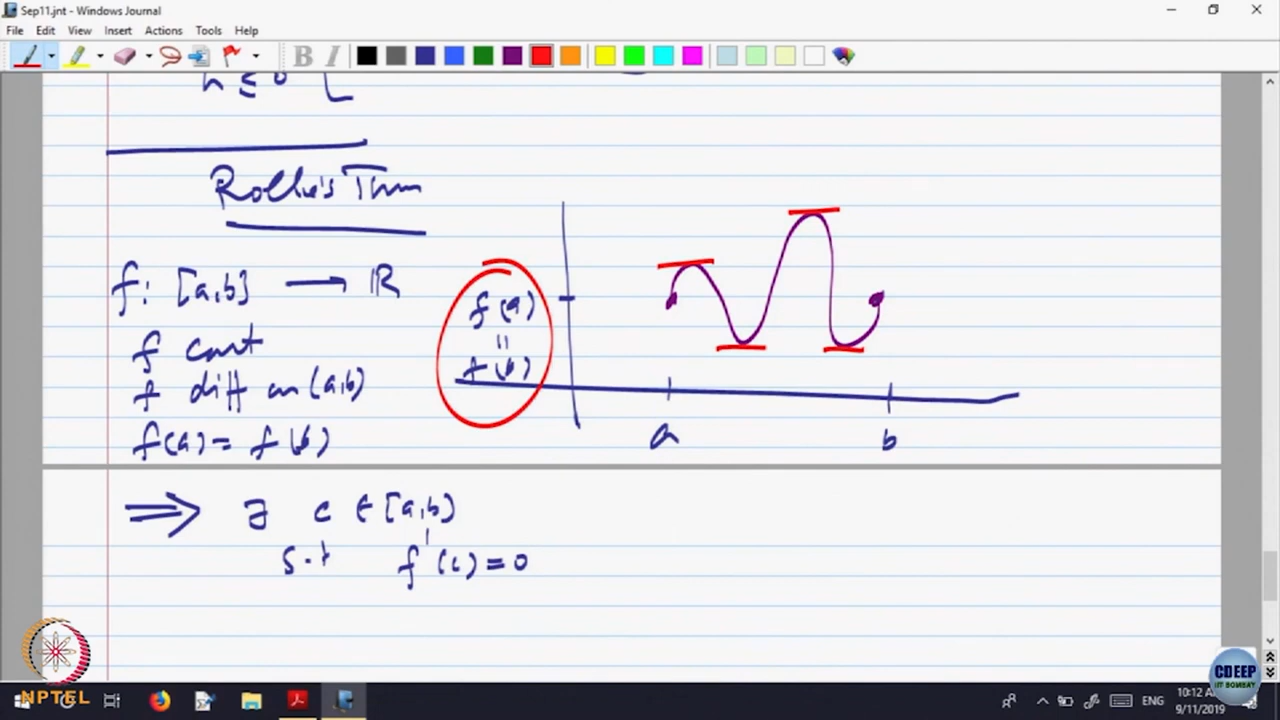 Sep11.jnt - Windows Journal
File Edit View Insert Actions Tools Help
B I
h ≤ 0
Rolle's Thm
f: [a,b] → ℝ
f cont
f diff on (a,b)
f(a) = f(b)
f(a)
=
f(b)
a b
⇒ ∃ c ∈ [a,b)
s.t f'(c) = 0
NPTEL
CDEEP
IIT BOMBAY
ENG
10:12 A
9/11/2019